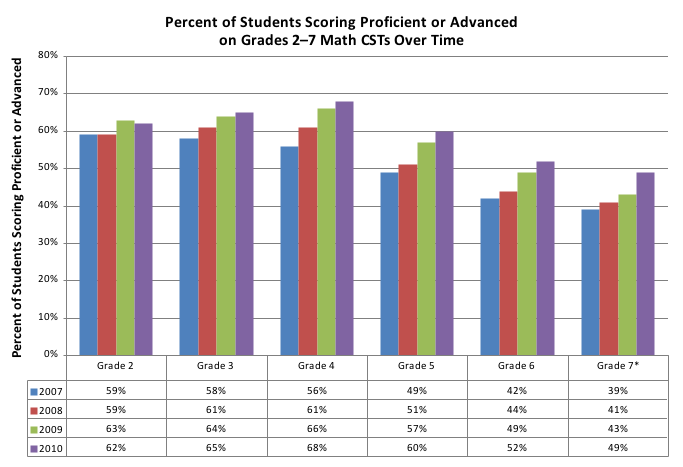 Percent of Students Scoring Proficient or Advanced
on Grades 2–7 Math CSTs Over Time
Percent of Students Scoring Proficient or Advanced
80%
70%
60%
50%
40%
30%
20%
10%
0%
Grade 2 Grade 3 Grade 4 Grade 5 Grade 6 Grade 7*
2007 59% 58% 56% 49% 42% 39%
2008 59% 61% 61% 51% 44% 41%
2009 63% 64% 66% 57% 49% 43%
2010 62% 65% 68% 60% 52% 49%